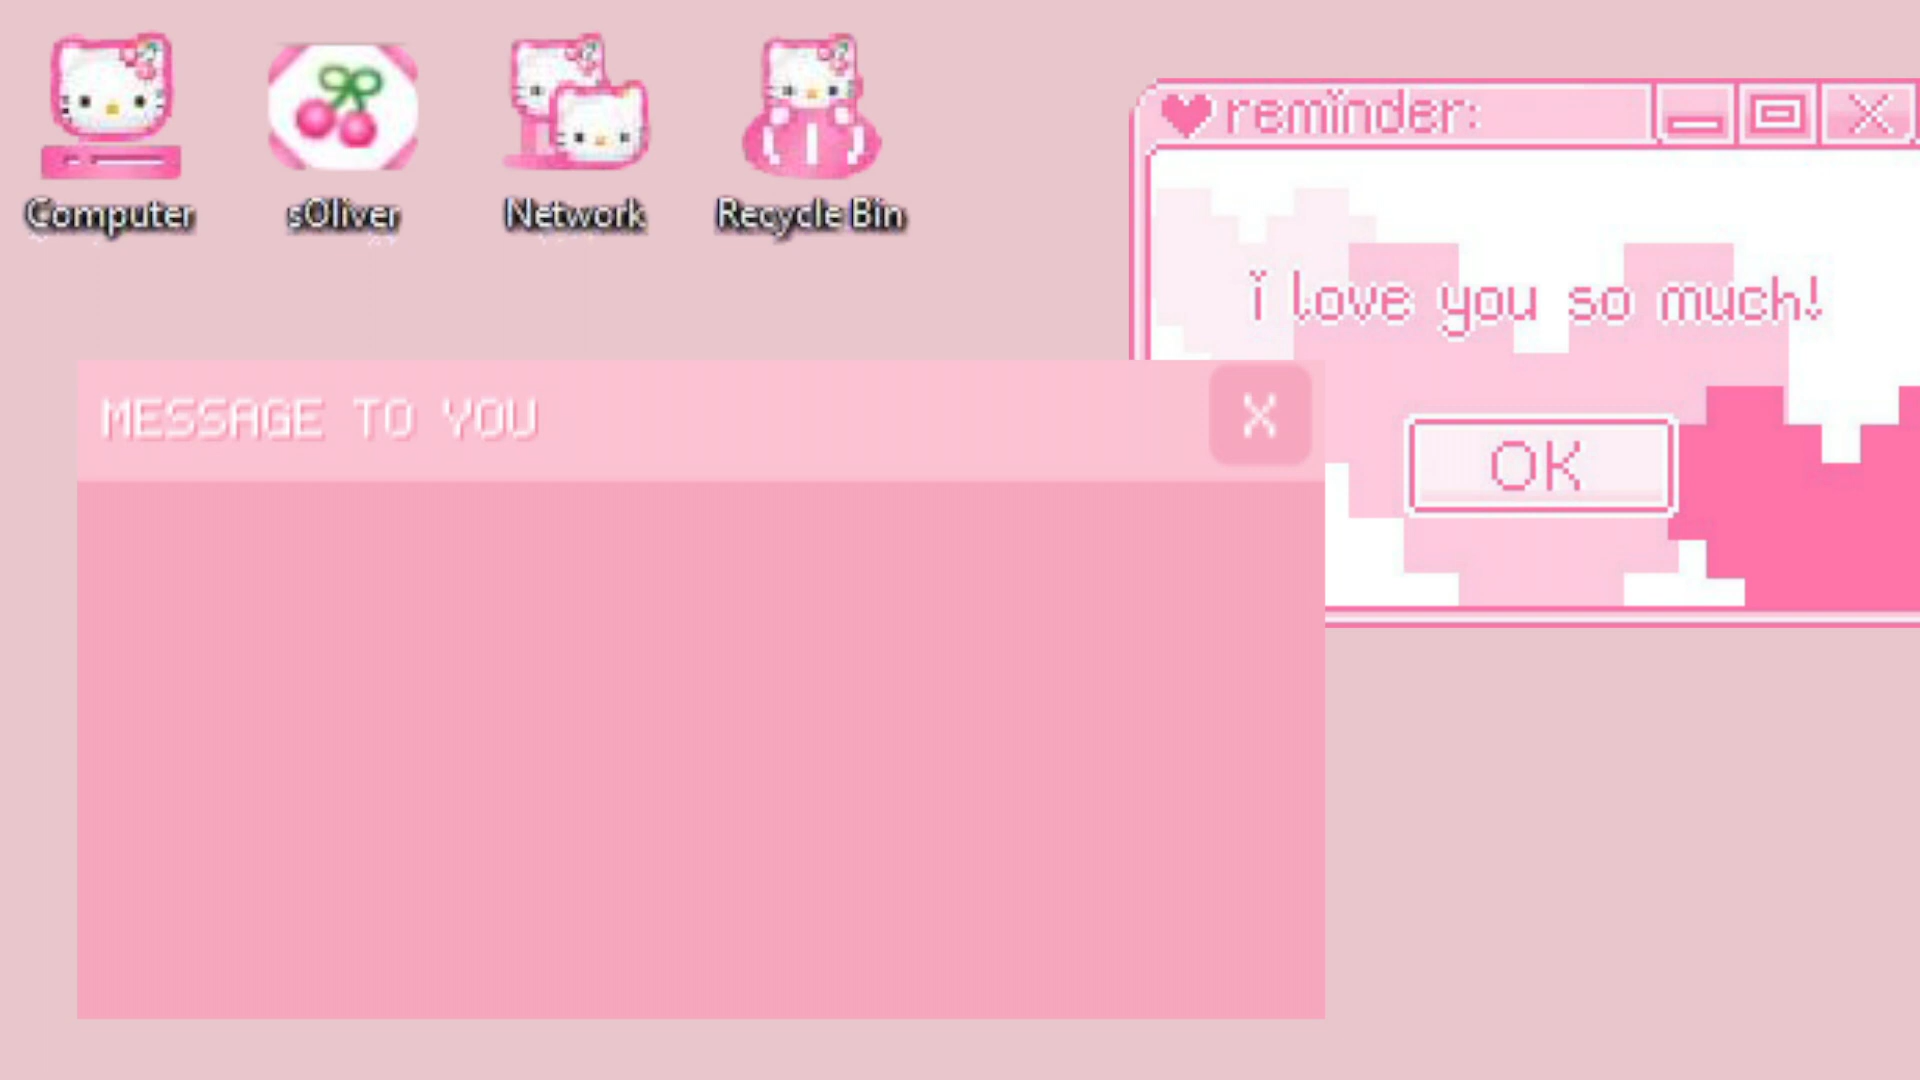 Computer
sOliver
Network
Recycle Bin
reminder:
i love you so much!
OK
MESSAGE TO YOU
X